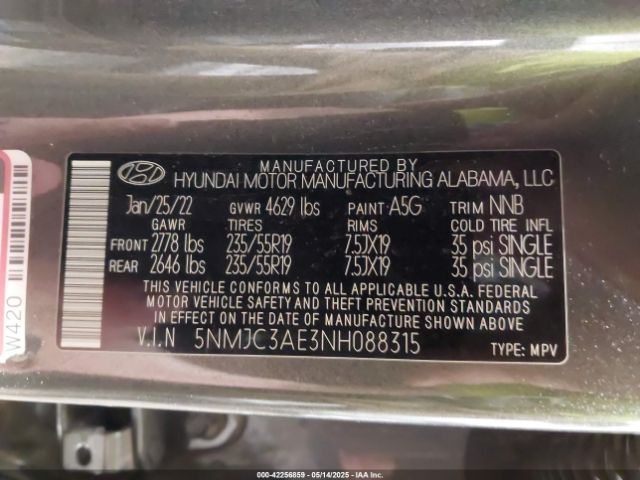 MANUFACTURED BY
HYUNDAI MOTOR MANUFACTURING ALABAMA, LLC
Jan/25/22 GVWR 4629 lbs PAINT A5G TRIM NNB
GAWR TIRES RIMS COLD TIRE INFL
FRONT 2778 lbs 235/55R19 7.5JX19 35 psi SINGLE
REAR 2646 lbs 235/55R19 7.5JX19 35 psi SINGLE
THIS VEHICLE CONFORMS TO ALL APPLICABLE U.S.A. FEDERAL
MOTOR VEHICLE SAFETY AND THEFT PREVENTION STANDARDS
IN EFFECT ON THE DATE OF MANUFACTURE SHOWN ABOVE.
V.I.N 5NMJC3AE3NH088315 TYPE: MPV
W420
000-42256859 - 05/14/2025 - IAAI, Inc.